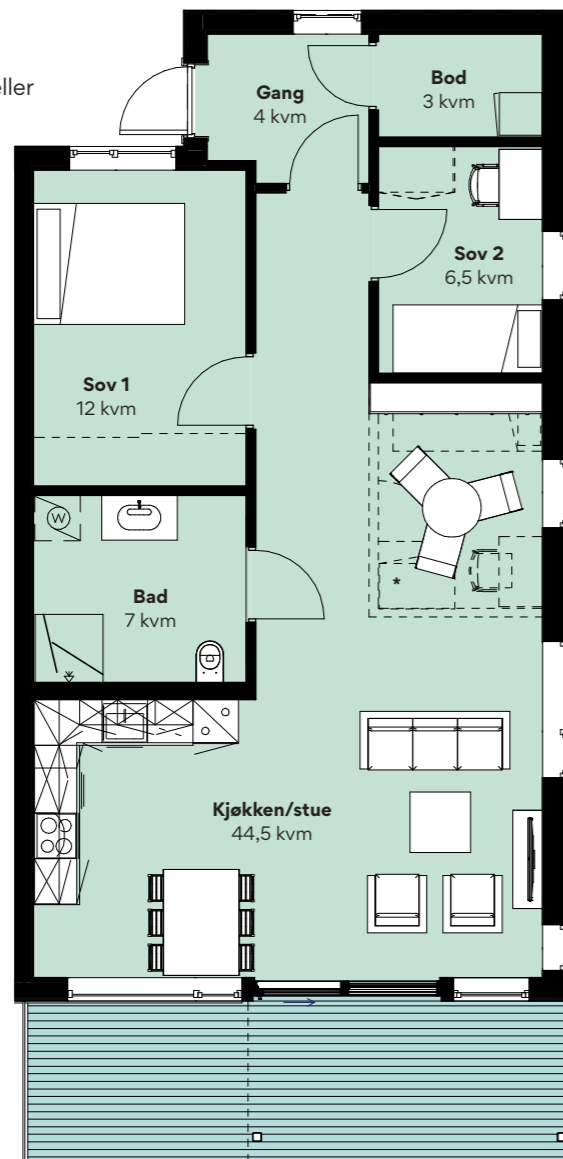 eller
Gang
4 kvm
Bod
3 kvm
Sov 2
6,5 kvm
Sov 1
12 kvm
W
Bad
7 kvm
*
Kjøkken/stue
44,5 kvm